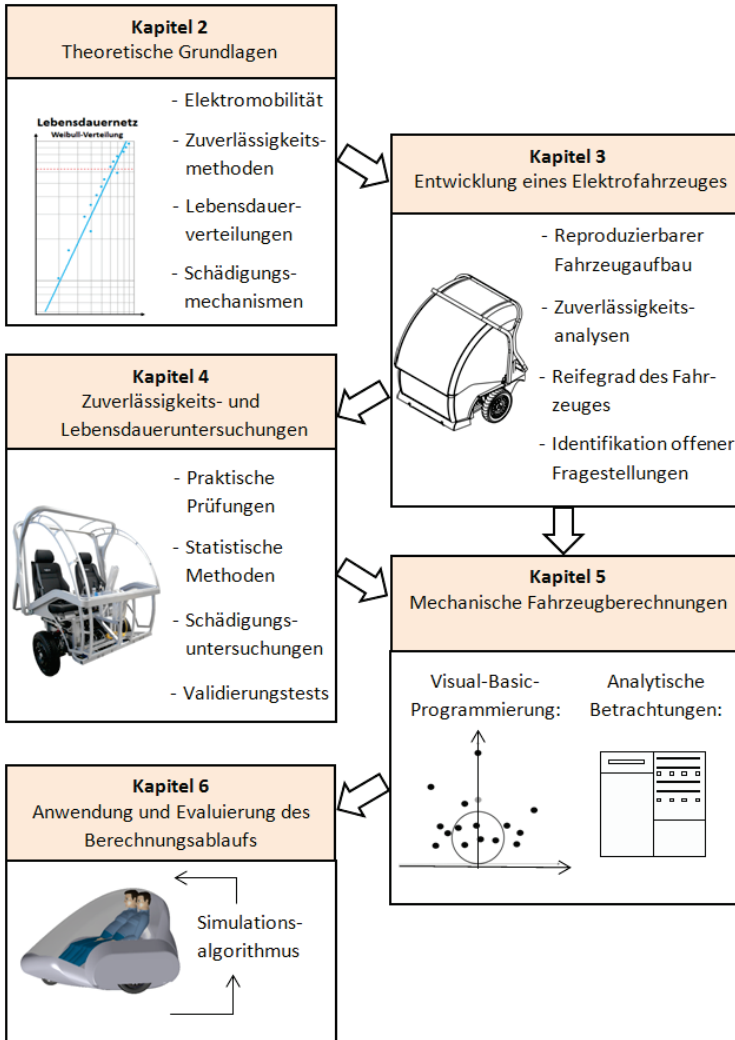 Kapitel 2
Theoretische Grundlagen
Lebensdauernetz
Weibull-Verteilung
- Elektromobilität
- Zuverlässigkeits-
methoden
- Lebensdauer-
verteilungen
- Schädigungs-
mechanismen
Kapitel 3
Entwicklung eines Elektrofahrzeuges
- Reproduzierbarer
Fahrzeugaufbau
- Zuverlässigkeits-
analysen
- Reifegrad des Fahr-
zeuges
- Identifikation offener
Fragestellungen
Kapitel 4
Zuverlässigkeits- und
Lebensdaueruntersuchungen
- Praktische
Prüfungen
- Statistische
Methoden
- Schädigungs-
untersuchungen
- Validierungstests
Kapitel 5
Mechanische Fahrzeugberechnungen
Visual-Basic-
Programmierung:
Analytische
Betrachtungen:
Kapitel 6
Anwendung und Evaluierung des
Berechnungsablaufs
Simulations-
algorithmus